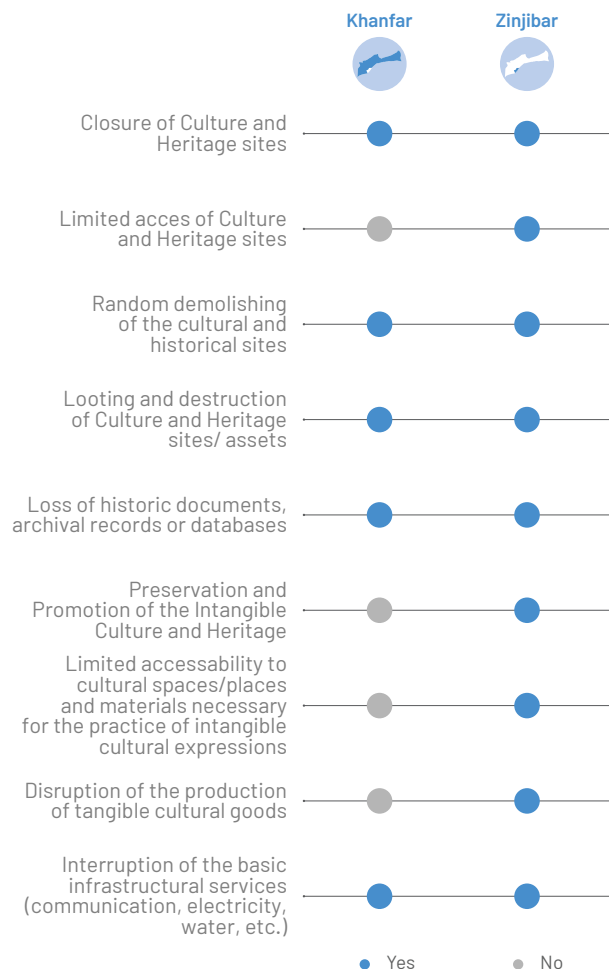 Khanfar Zinjibar
Closure of Culture and
Heritage sites
Limited acces of Culture
and Heritage sites
Random demolishing
of the cultural and
historical sites
Looting and destruction
of Culture and Heritage
sites/ assets
Loss of historic documents,
archival records or databases
Preservation and
Promotion of the Intangible
Culture and Heritage
Limited accessability to
cultural spaces/places
and materials necessary
for the practice of intangible
cultural expressions
Disruption of the production
of tangible cultural goods
Interruption of the basic
infrastructural services
(communication, electricity,
water, etc.)
Yes No